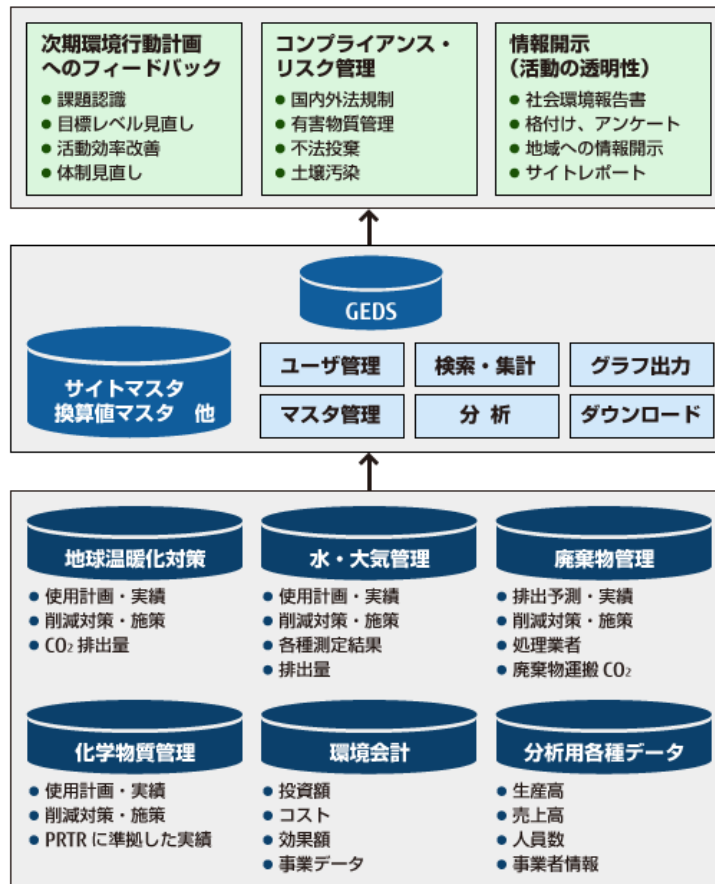 次期環境行動計画
へのフィードバック
● 課題認識
● 目標レベル見直し
● 活動効率改善
● 体制見直し
コンプライアンス・
リスク管理
● 国内外法規制
● 有害物質管理
● 不法投棄
● 土壌汚染
情報開示
（活動の透明性）
● 社会環境報告書
● 格付け、アンケート
● 地域への情報開示
● サイトレポート
GEDS
サイトマスタ
換算値マスタ　他
ユーザ管理
検索・集計
グラフ出力
マスタ管理
分 析
ダウンロード
地球温暖化対策
● 使用計画・実績
● 削減対策・施策
● CO₂ 排出量
水・大気管理
● 使用計画・実績
● 削減対策・施策
● 各種測定結果
● 排出量
廃棄物管理
● 排出予測・実績
● 削減対策・施策
● 処理業者
● 廃棄物運搬 CO₂
化学物質管理
● 使用計画・実績
● 削減対策・施策
● PRTR に準拠した実績
環境会計
● 投資額
● コスト
● 効果額
● 事業データ
分析用各種データ
● 生産高
● 売上高
● 人員数
● 事業者情報